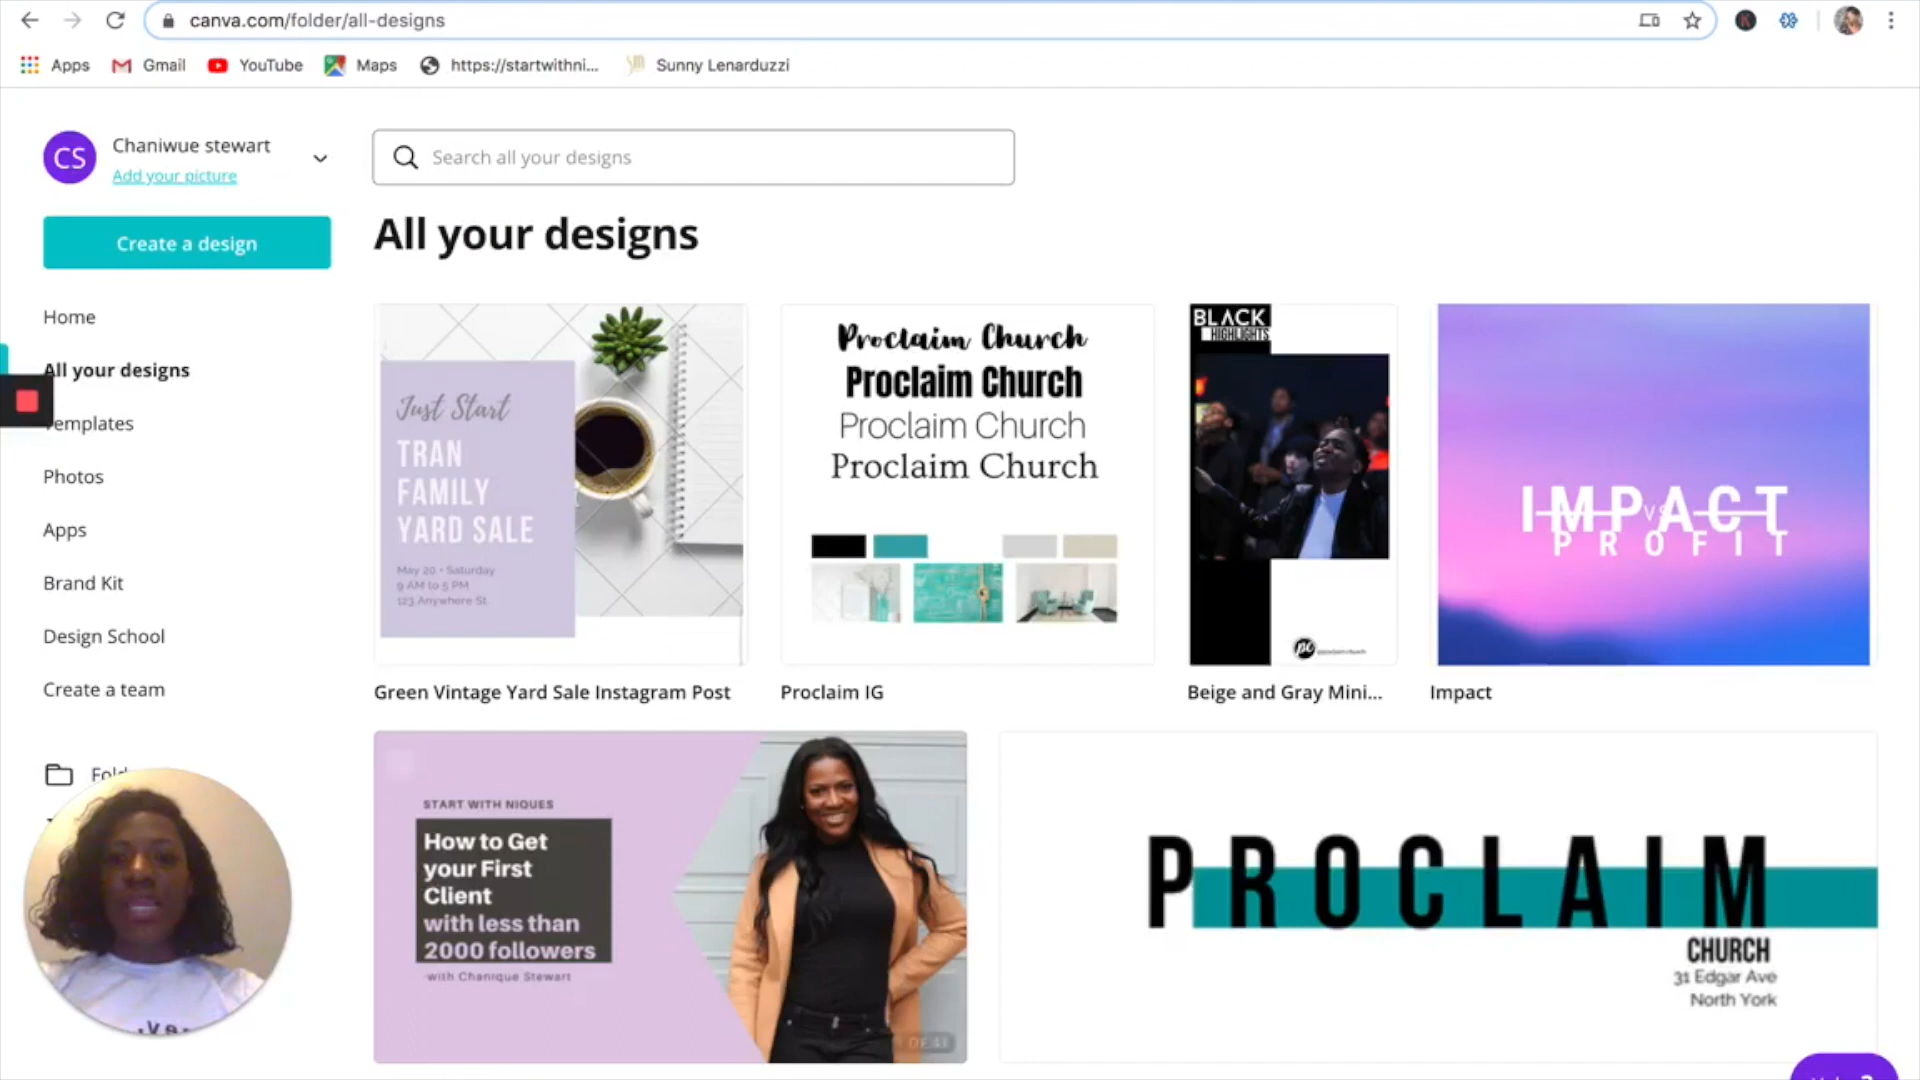 canva.com/folder/all-designs
Apps
Gmail
YouTube
Maps
https://startwithni...
Sunny Lenarduzzi
CS
Chaniwue stewart
Add your picture
Search all your designs
Create a design
All your designs
Home
All your designs
Templates
Photos
Apps
Brand Kit
Design School
Create a team
Just Start
TRAN
FAMILY
YARD SALE
May 20 • Saturday
9 AM to 5 PM
123 Anywhere St.
Green Vintage Yard Sale Instagram Post
Proclaim Church
Proclaim Church
Proclaim Church
Proclaim Church
Proclaim IG
BLACK
HIGHLIGHTS
pc
@proclaimchurch
Beige and Gray Mini...
IMPACT
VS
PROFIT
Impact
START WITH NIQUES
How to Get
your First
Client
with less than
2000 followers
with Chanique Stewart
PROCLAIM
CHURCH
31 Edgar Ave
North York